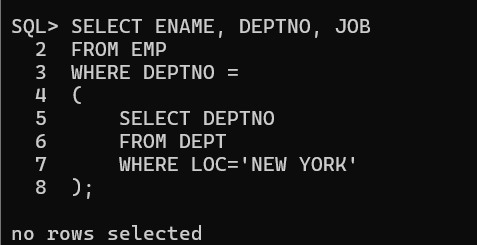 SQL> SELECT ENAME, DEPTNO, JOB
  2  FROM EMP
  3  WHERE DEPTNO =
  4  (
  5      SELECT DEPTNO
  6      FROM DEPT
  7      WHERE LOC='NEW YORK'
  8  );

no rows selected